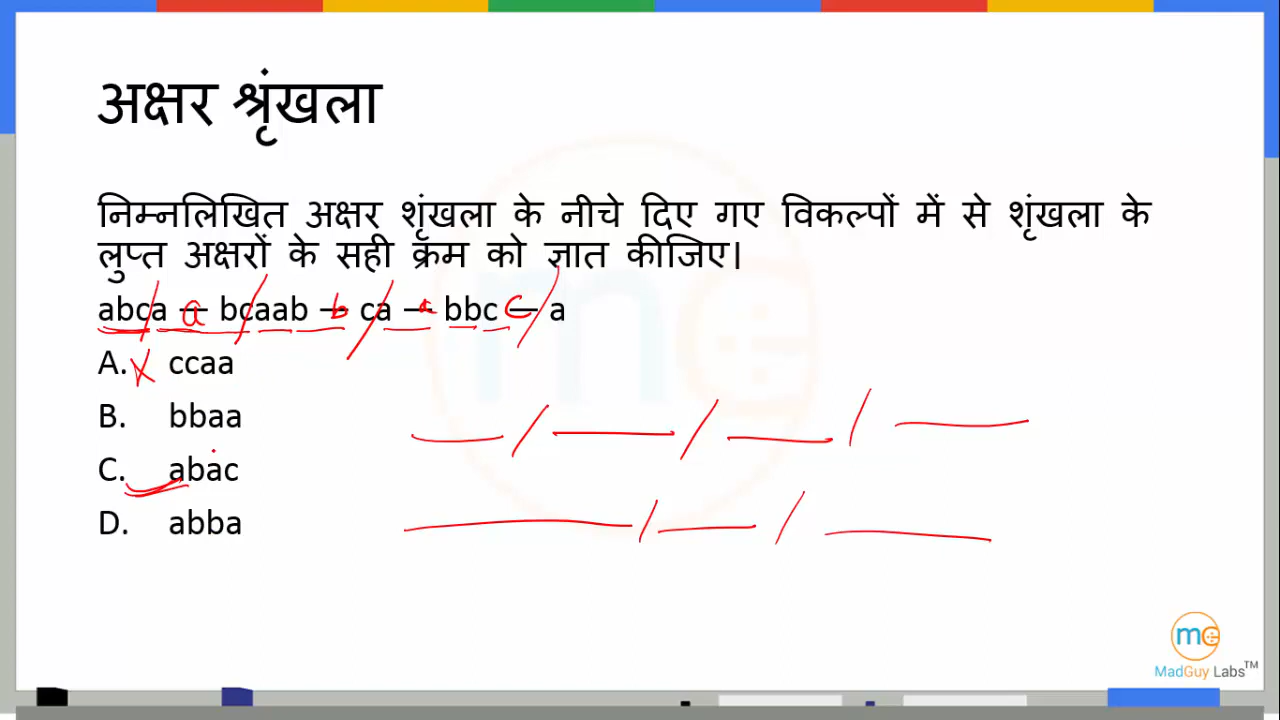 अक्षर श्रृंखला
निम्नलिखित अक्षर शृंखला के नीचे दिए गए विकल्पों में से शृंखला के
लुप्त अक्षरों के सही क्रम को ज्ञात कीजिए।
abca – a bcaab – b ca – a bbc – c a
A. ccaa
B. bbaa
C. abac
D. abba
me
MadGuy Labs™